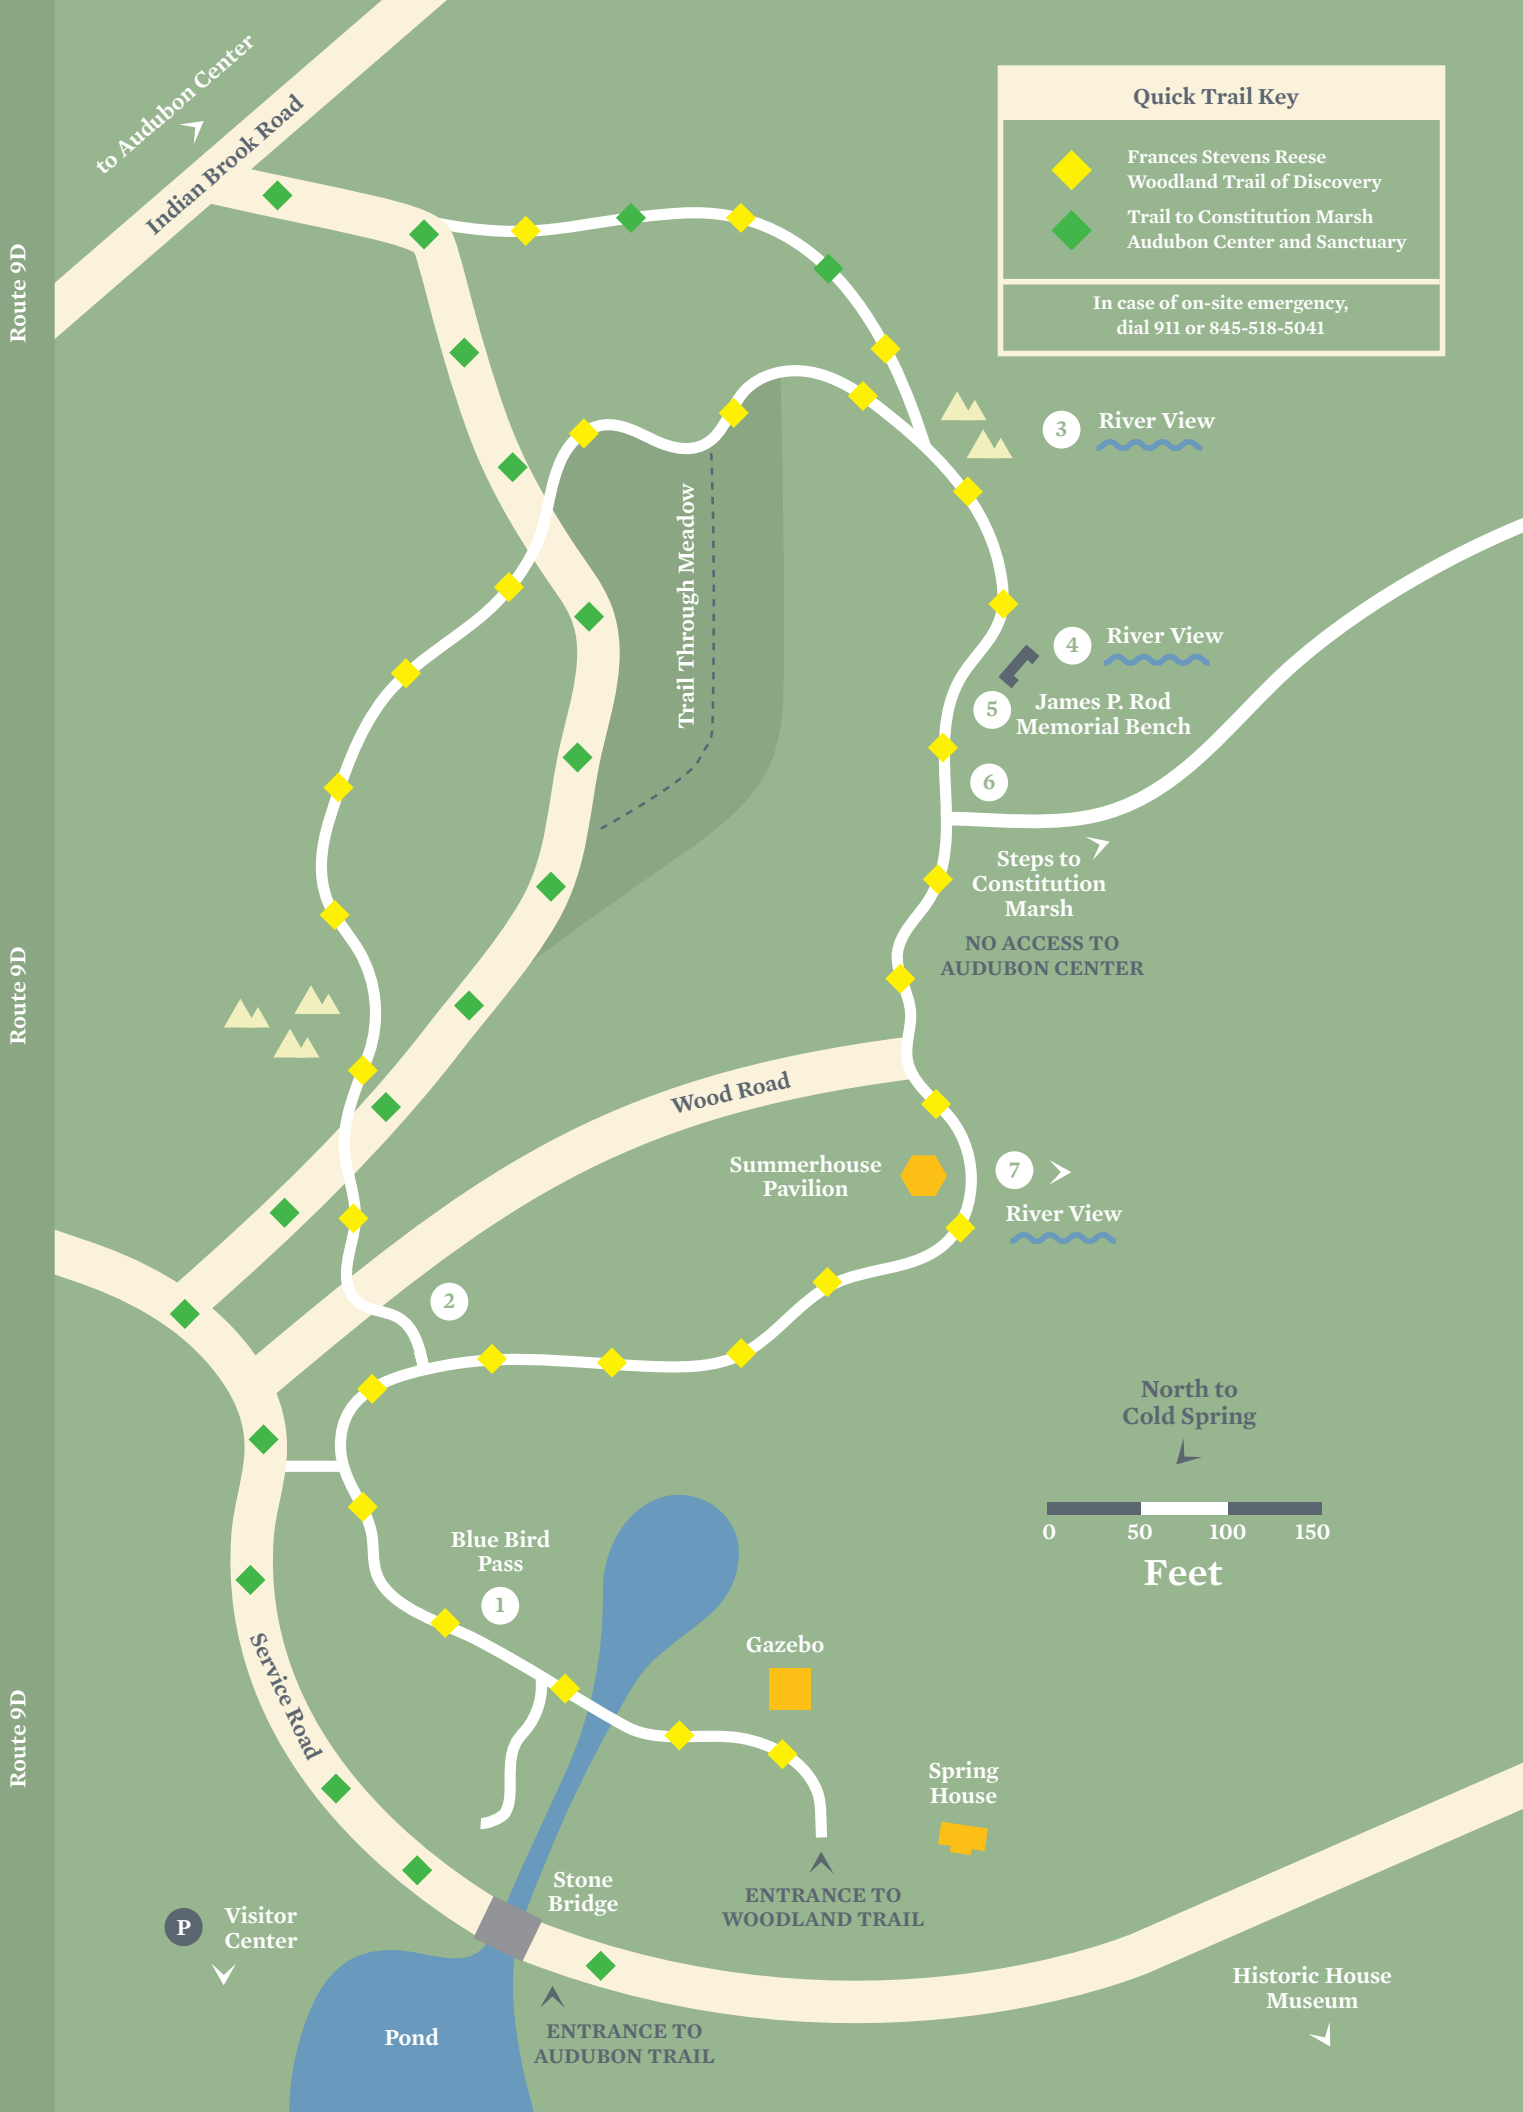 to Audubon Center
Indian Brook Road
Route 9D
Quick Trail Key
Frances Stevens Reese
Woodland Trail of Discovery
Trail to Constitution Marsh
Audubon Center and Sanctuary
In case of on-site emergency,
dial 911 or 845-518-5041
3
River View
Trail Through Meadow
4
River View
5
James P. Rod
Memorial Bench
6
Steps to
Constitution
Marsh
NO ACCESS TO
AUDUBON CENTER
Route 9D
Wood Road
Summerhouse
Pavilion
7
River View
2
North to
Cold Spring
0 50 100 150
Feet
Blue Bird
Pass
1
Service Road
Gazebo
Route 9D
Spring
House
Stone
Bridge
ENTRANCE TO
WOODLAND TRAIL
P
Visitor
Center
Historic House
Museum
Pond
ENTRANCE TO
AUDUBON TRAIL